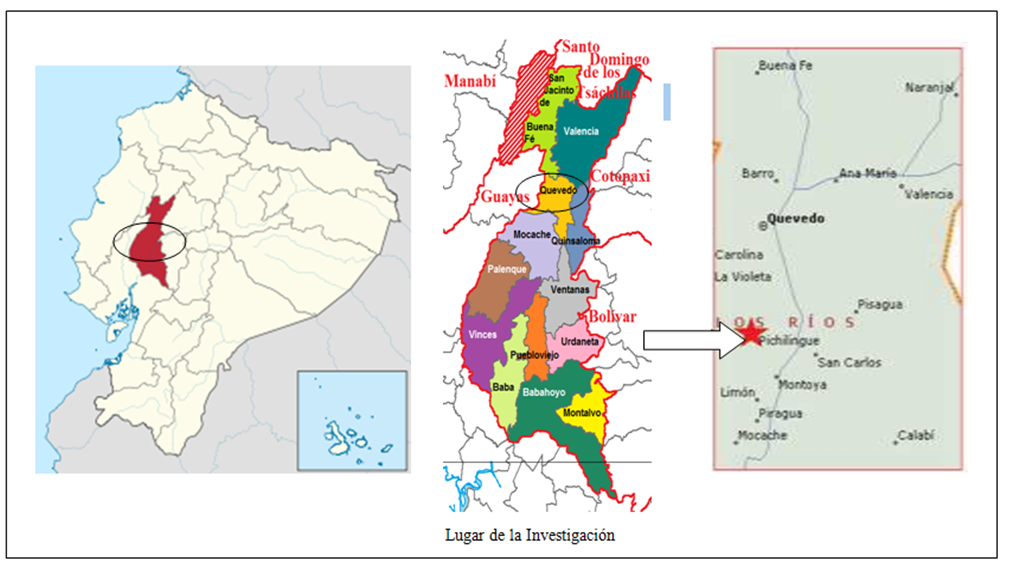 Santo
Domingo
de los
Tsáchilas
Manabí
San
Jacinto
de
Buena
Fé
Valencia
Cotopaxi
Guayas
Quevedo
Mocache
Quinsaloma
Palenque
Ventanas
Bolívar
Vinces
Urdaneta
Puebloviejo
Baba
Babahoyo
Montalvo
Buena Fe
Naranjal
Barro
Ana María
Valencia
Quevedo
Carolina
La Violeta
Pisagua
LOS RÍOS
Pichilingue
San Carlos
Montoya
Limón
Piragua
Mocache
Calabí
Lugar de la Investigación